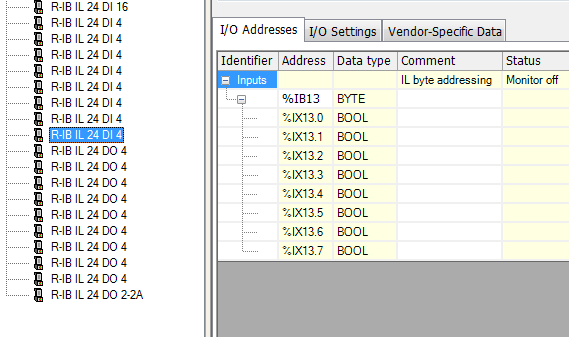 R-IB IL 24 DI 16
R-IB IL 24 DI 4
R-IB IL 24 DI 4
R-IB IL 24 DI 4
R-IB IL 24 DI 4
R-IB IL 24 DI 4
R-IB IL 24 DI 4
R-IB IL 24 DI 4
R-IB IL 24 DI 4
R-IB IL 24 DO 4
R-IB IL 24 DO 4
R-IB IL 24 DO 4
R-IB IL 24 DO 4
R-IB IL 24 DO 4
R-IB IL 24 DO 4
R-IB IL 24 DO 4
R-IB IL 24 DO 4
R-IB IL 24 DO 4
R-IB IL 24 DO 2-2A
I/O Addresses I/O Settings Vendor-Specific Data
Identifier Address Data type Comment Status
Inputs IL byte addressing Monitor off
%IB13 BYTE
%IX13.0 BOOL
%IX13.1 BOOL
%IX13.2 BOOL
%IX13.3 BOOL
%IX13.4 BOOL
%IX13.5 BOOL
%IX13.6 BOOL
%IX13.7 BOOL